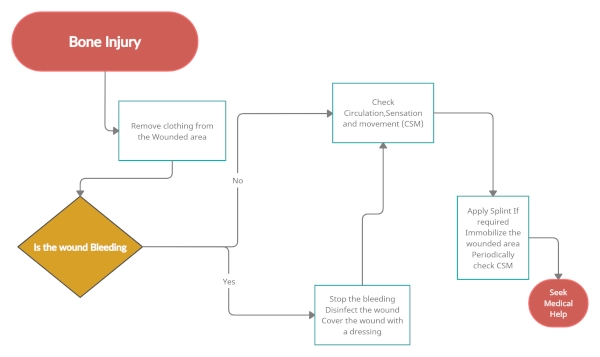 Bone Injury
Remove clothing from
the Wounded area
Is the wound Bleeding
No
Yes
Check
Circulation,Sensation
and movement (CSM)
Stop the bleeding
Disinfect the wound
Cover the wound with
a dressing
Apply Splint If
required
Immobilize the
wounded area
Periodically
check CSM
Seek
Medical
Help